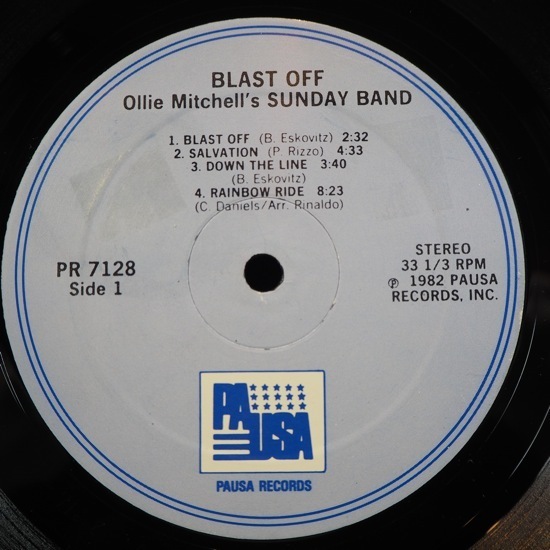 BLAST OFF
Ollie Mitchell's SUNDAY BAND
1. BLAST OFF (B. Eskovitz) 2:32
2. SALVATION (P. Rizzo) 4:33
3. DOWN THE LINE 3:40
(B. Eskovitz)
4. RAINBOW RIDE 8:23
(C. Daniels/Arr. Rinaldo)
PR 7128
Side 1
STEREO
33 1/3 RPM
℗ 1982 PAUSA
RECORDS, INC.
PAUSA
PAUSA RECORDS